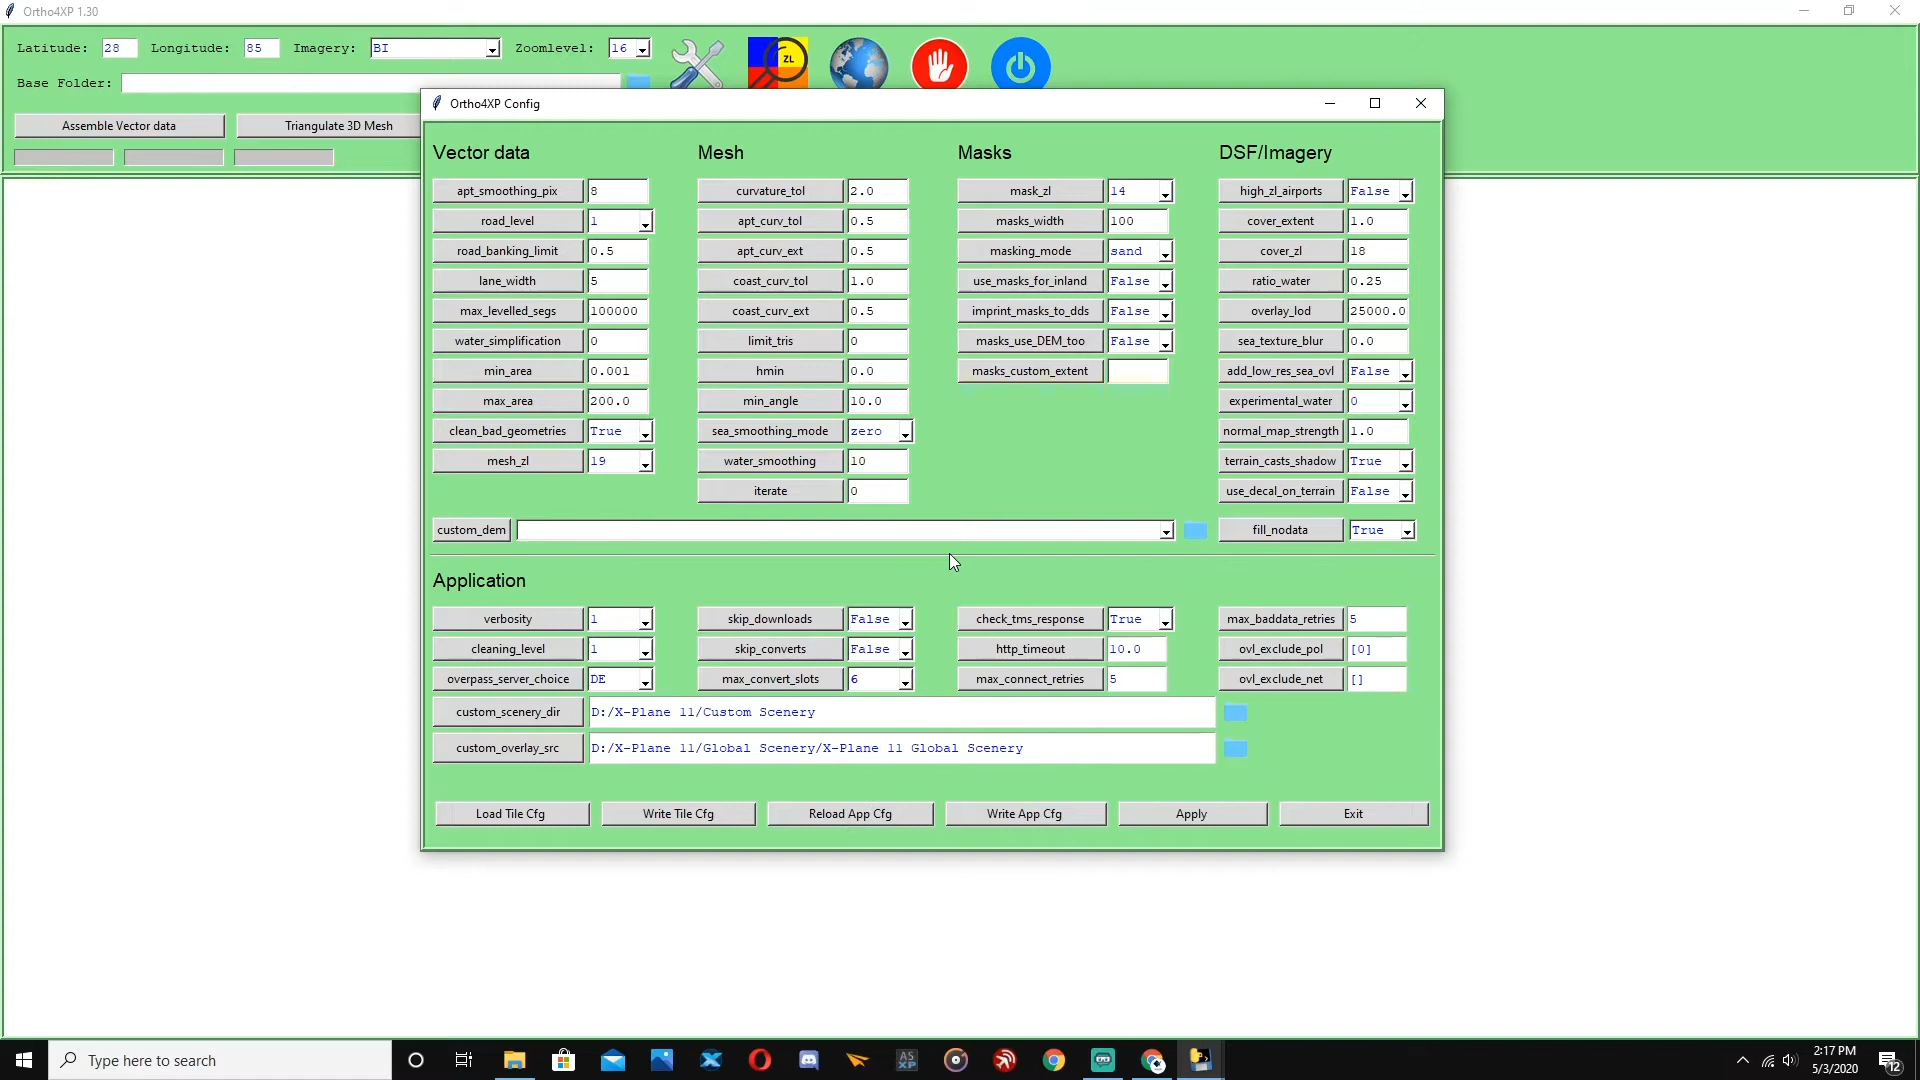 Ortho4XP 1.30
Latitude: 28 Longitude: 85 Imagery: BI Zoomlevel: 16 ZL
Base Folder:
Assemble Vector data Triangulate 3D Mesh
Ortho4XP Config
Vector data Mesh Masks DSF/Imagery
apt_smoothing_pix 8 curvature_tol 2.0 mask_zl 14 high_zl_airports False
road_level 1 apt_curv_tol 0.5 masks_width 100 cover_extent 1.0
road_banking_limit 0.5 apt_curv_ext 0.5 masking_mode sand cover_zl 18
lane_width 5 coast_curv_tol 1.0 use_masks_for_inland False ratio_water 0.25
max_levelled_segs 100000 coast_curv_ext 0.5 imprint_masks_to_dds False overlay_lod 25000.0
water_simplification 0 limit_tris 0 masks_use_DEM_too False sea_texture_blur 0.0
min_area 0.001 hmin 0.0 masks_custom_extent add_low_res_sea_ovl False
max_area 200.0 min_angle 10.0 experimental_water 0
clean_bad_geometries True sea_smoothing_mode zero normal_map_strength 1.0
mesh_zl 19 water_smoothing 10 terrain_casts_shadow True
iterate 0 use_decal_on_terrain False
custom_dem fill_nodata True
Application
verbosity 1 skip_downloads False check_tms_response True max_baddata_retries 5
cleaning_level 1 skip_converts False http_timeout 10.0 ovl_exclude_pol [0]
overpass_server_choice DE max_convert_slots 6 max_connect_retries 5 ovl_exclude_net []
custom_scenery_dir D:/X-Plane 11/Custom Scenery
custom_overlay_src D:/X-Plane 11/Global Scenery/X-Plane 11 Global Scenery
Load Tile Cfg Write Tile Cfg Reload App Cfg Write App Cfg Apply Exit
Type here to search
AS
XP
2:17 PM
5/3/2020
12